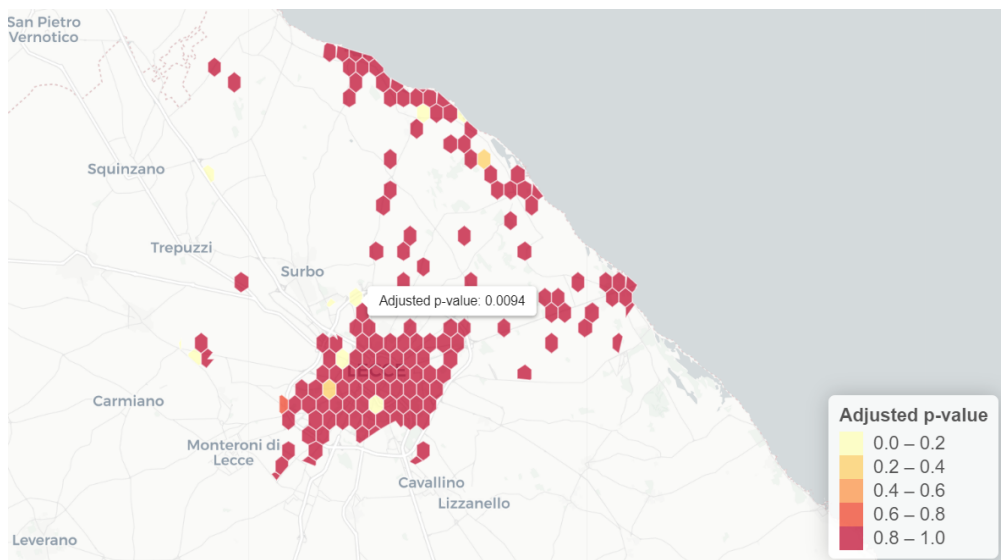 San Pietro
Vernotico
Squinzano
Trepuzzi
Surbo
Adjusted p-value: 0.0094
LECCE
Carmiano
Monteroni di
Lecce
Cavallino
Lizzanello
Leverano
Adjusted p-value
0.0 – 0.2
0.2 – 0.4
0.4 – 0.6
0.6 – 0.8
0.8 – 1.0